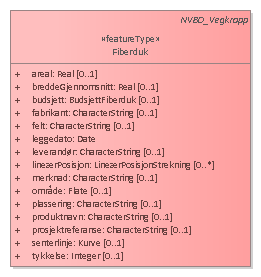 NVBD_Vegkropp
«featureType»
Fiberduk
+ areal: Real [0..1]
+ breddeGjennomsnitt: Real [0..1]
+ budsjett: BudsjettFiberduk [0..1]
+ fabrikant: CharacterString [0..1]
+ felt: CharacterString [0..1]
+ leggedato: Date
+ leverandør: CharacterString [0..1]
+ linezerPosisjon: LinezerPosisjonStrekning [0..*]
+ merknad: CharacterString [0..1]
+ område: Flate [0..1]
+ plassering: CharacterString [0..1]
+ produktnavn: CharacterString [0..1]
+ prosjektreferanse: CharacterString [0..1]
+ senterlinje: Kurve [0..1]
+ tykkelse: Integer [0..1]